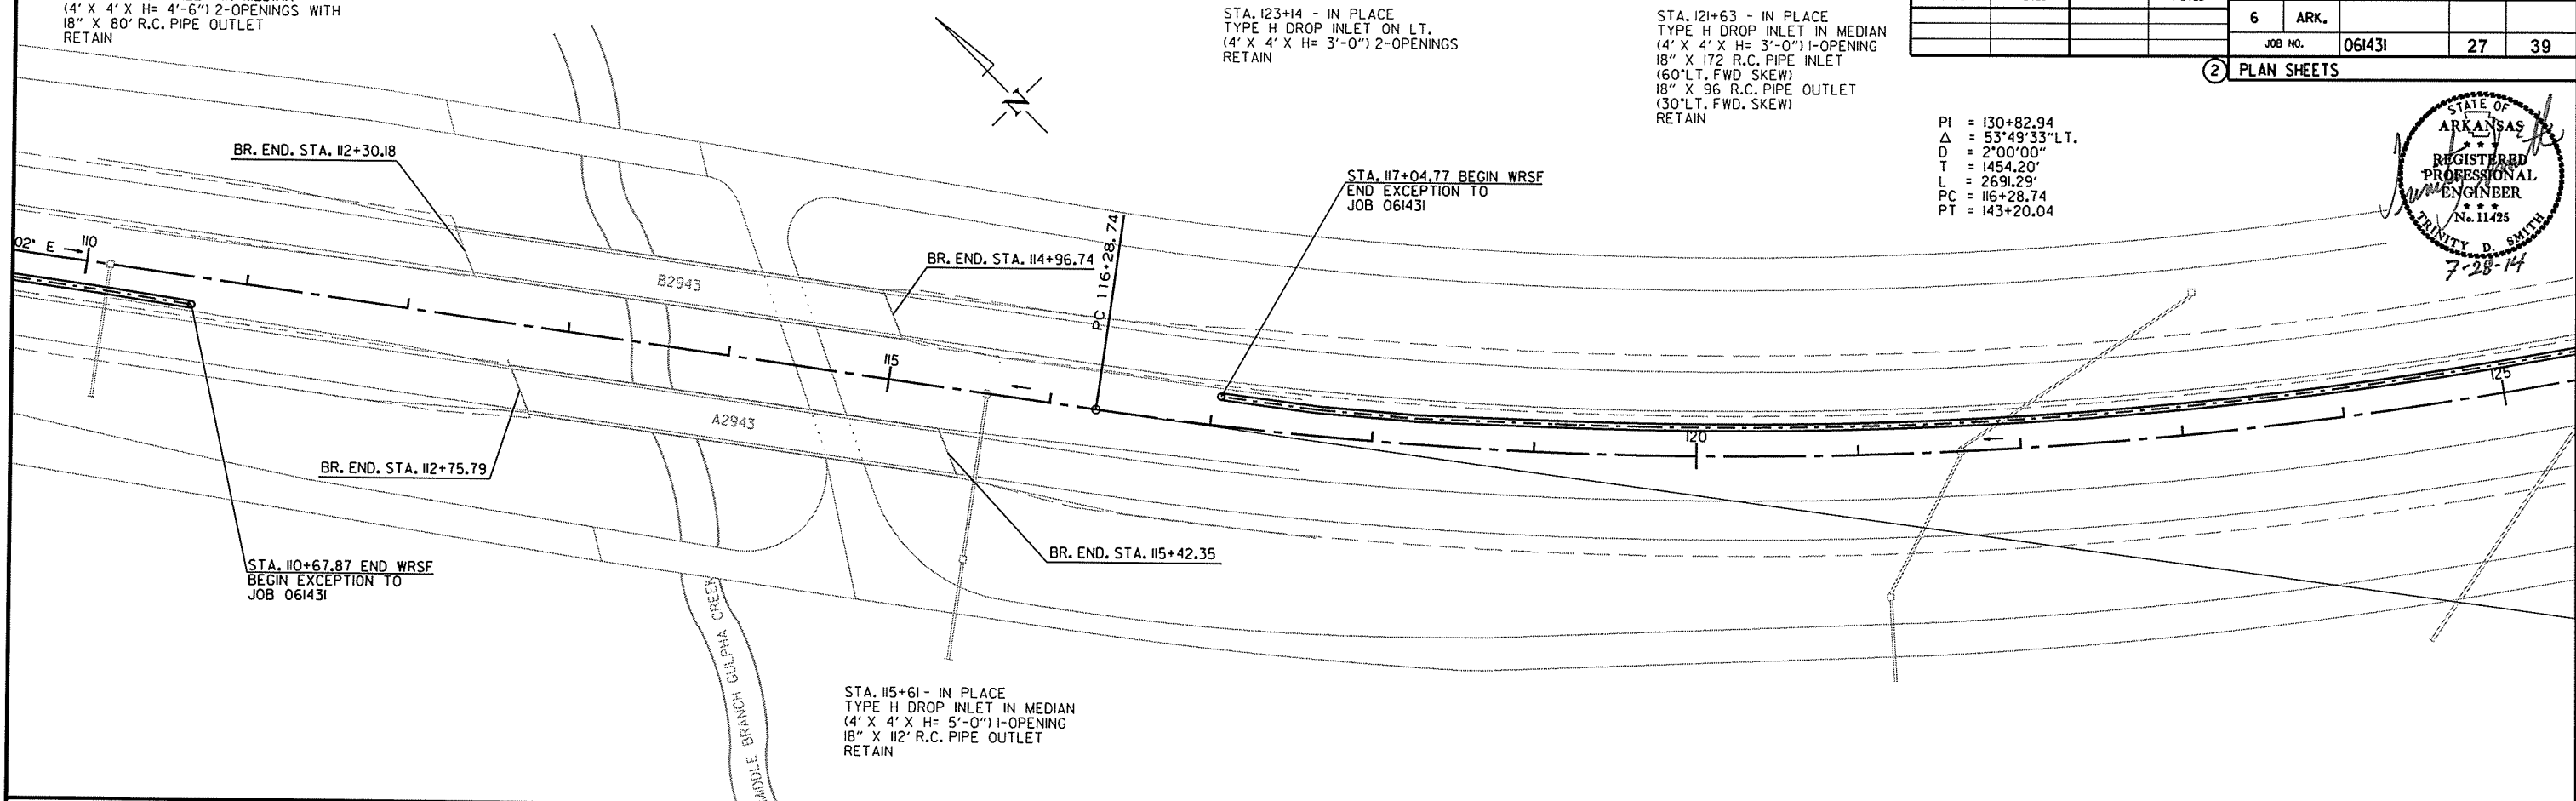 (4' X 4' X H= 4'-6") 2-OPENINGS WITH
18" X 80' R.C. PIPE OUTLET
RETAIN
STA. 123+14 - IN PLACE
TYPE H DROP INLET ON LT.
(4' X 4' X H= 3'-0") 2-OPENINGS
RETAIN
STA. 121+63 - IN PLACE
TYPE H DROP INLET IN MEDIAN
(4' X 4' X H= 3'-0") 1-OPENING
18" X 172 R.C. PIPE INLET
(60°LT. FWD SKEW)
18" X 96 R.C. PIPE OUTLET
(30°LT. FWD. SKEW)
RETAIN
6 ARK.
JOB NO. 061431 27 39
2 PLAN SHEETS
PI = 130+82.94
Δ = 53°49'33"LT.
D = 2°00'00"
T = 1454.20'
L = 2691.29'
PC = 116+28.74
PT = 143+20.04
STATE OF
ARKANSAS
★ ★ ★
REGISTERED
PROFESSIONAL
ENGINEER
★ ★ ★
No. 11425
TRINITY D. SMITH
7-28-14
N
BR. END. STA. 112+30.18
STA. 117+04.77 BEGIN WRSF
END EXCEPTION TO
JOB 061431
02' E
110
B2943
BR. END. STA. 114+96.74
PC 116+28.74
115
A2943
120
125
BR. END. STA. 112+75.79
BR. END. STA. 115+42.35
STA. 110+67.87 END WRSF
BEGIN EXCEPTION TO
JOB 061431
MIDDLE BRANCH GULPHA CREEK
STA. 115+61 - IN PLACE
TYPE H DROP INLET IN MEDIAN
(4' X 4' X H= 5'-0") 1-OPENING
18" X 112' R.C. PIPE OUTLET
RETAIN